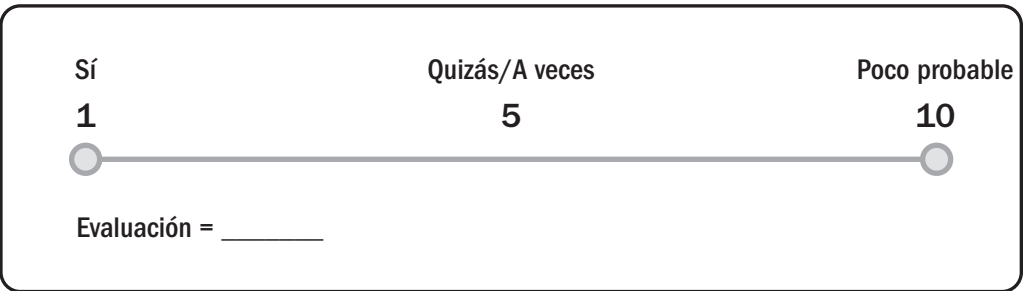 Sí Quizás/A veces Poco probable
1 5 10
Evaluación = _______